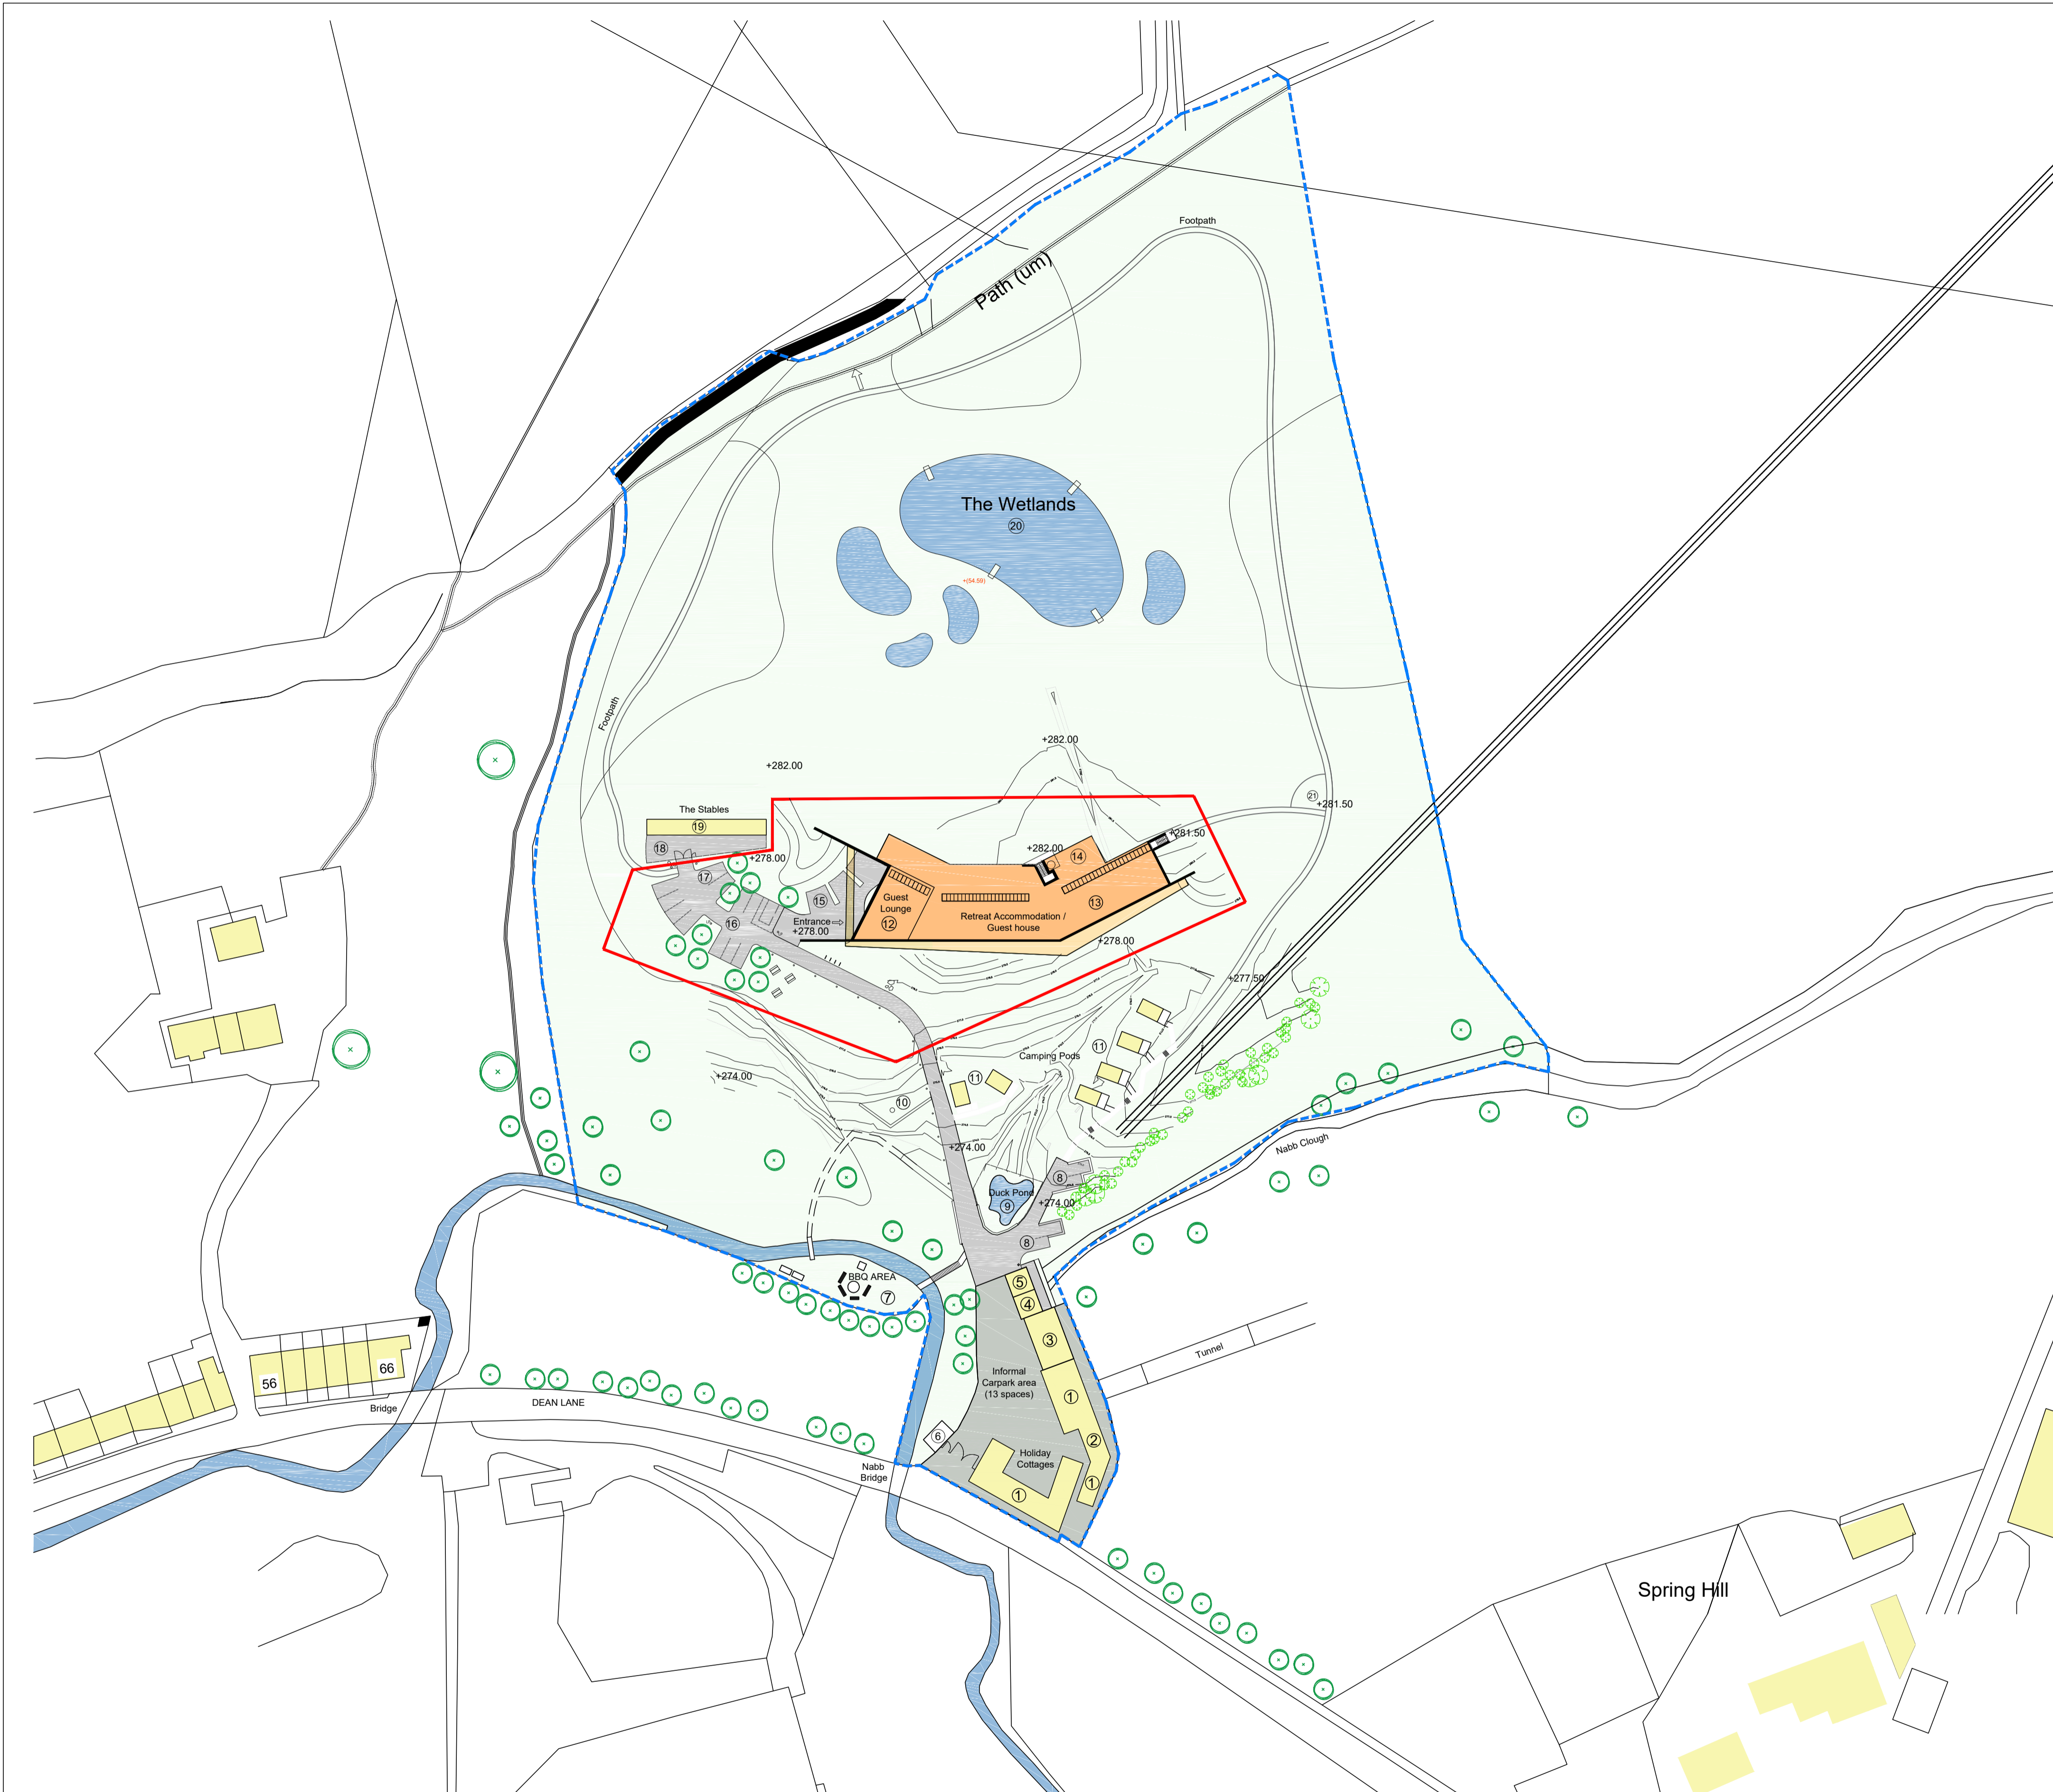 Footpath
Path (um)
The Wetlands
20
+(54.59)
Footpath
+282.00
+282.00
21
+281.50
The Stables
19
+281.50
18
+282.00
14
+278.00
17
15
Guest
Lounge
12
13
Retreat Accommodation /
Guest house
16
Entrance
+278.00
+278.00
+277.50
11
Camping Pods
+274.00
11
10
+274.00
Nabb Clough
8
Duck Pond
9
+274.00
8
BBQ AREA
7
5
4
3
Tunnel
56
66
Informal
Carpark area
(13 spaces)
1
Bridge
DEAN LANE
6
2
Holiday
Cottages
Nabb
Bridge
1
1
Spring Hill